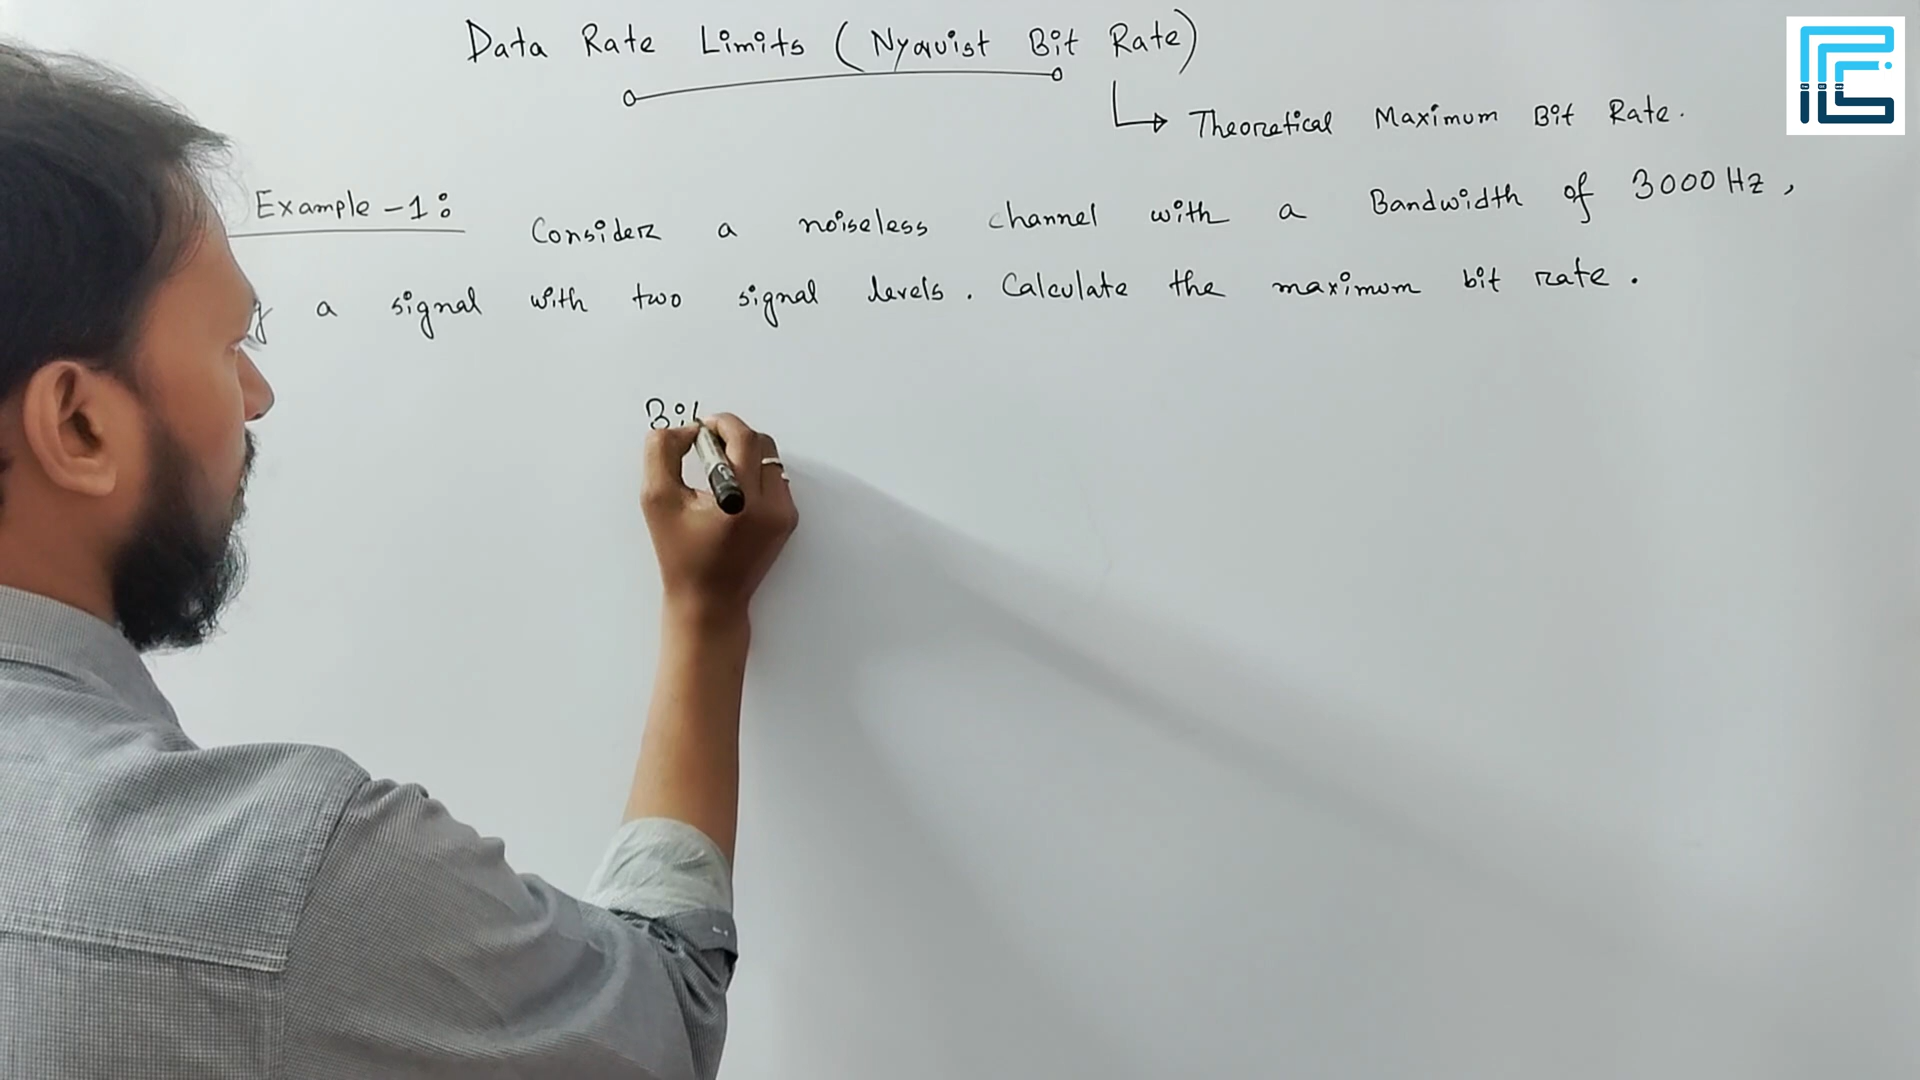 Data Rate Limits (Nyquist Bit Rate)
Theoretical Maximum Bit Rate.
Example-1: Consider a noiseless channel with a Bandwidth of 3000 Hz,
a signal with two signal levels. Calculate the maximum bit rate.
Bit